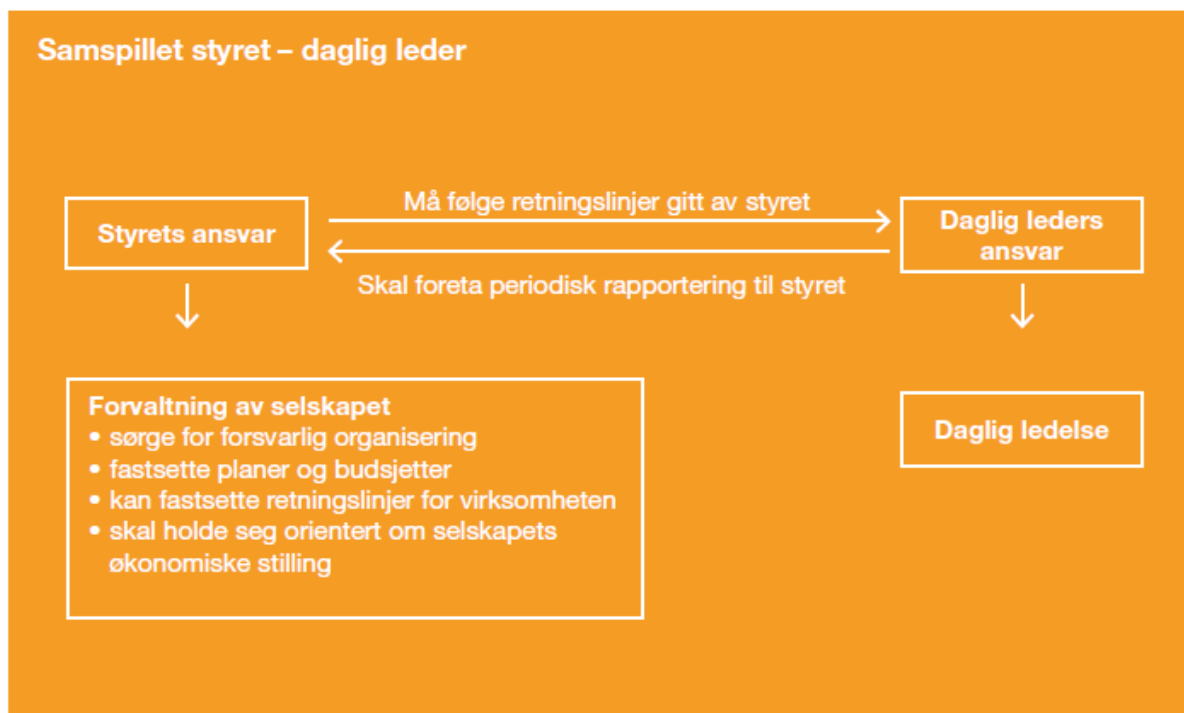 Samspillet styret – daglig leder
Må følge retningslinjer gitt av styret
Styrets ansvar
Daglig leders
ansvar
Skal foreta periodisk rapportering til styret
Forvaltning av selskapet
• sørge for forsvarlig organisering
• fastsette planer og budsjetter
• kan fastsette retningslinjer for virksomheten
• skal holde seg orientert om selskapets
økonomiske stilling
Daglig ledelse